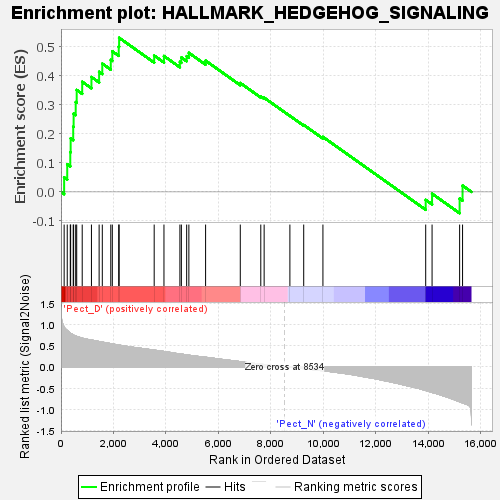 Enrichment plot: HALLMARK_HEDGEHOG_SIGNALING
Enrichment score (ES)
0.5
0.4
0.3
0.2
0.1
0.0
-0.1
'Pect_D' (positively correlated)
Ranked list metric (Signal2Noise)
1.5
1.0
0.5
0.0
-0.5
-1.0
-1.5
Zero cross at 8534
'Pect_N' (negatively correlated)
0 2,000 4,000 6,000 8,000 10,000 12,000 14,000 16,000
Rank in Ordered Dataset
Enrichment profile Hits Ranking metric scores